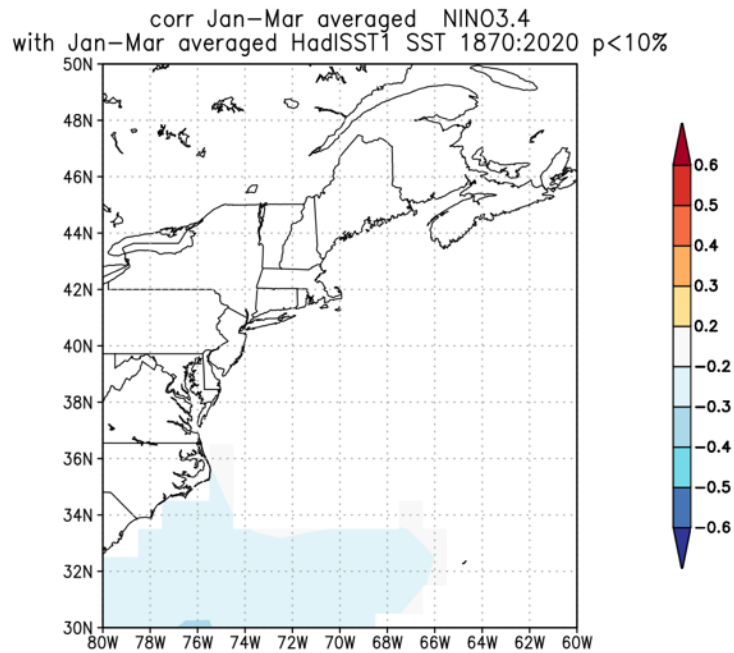 corr Jan-Mar averaged NINO3.4
with Jan-Mar averaged HadISST1 SST 1870:2020 p<10%
50N
48N
46N
44N
42N
40N
38N
36N
34N
32N
30N
80W 78W 76W 74W 72W 70W 68W 66W 64W 62W 60W
0.6
0.5
0.4
0.3
0.2
-0.2
-0.3
-0.4
-0.5
-0.6